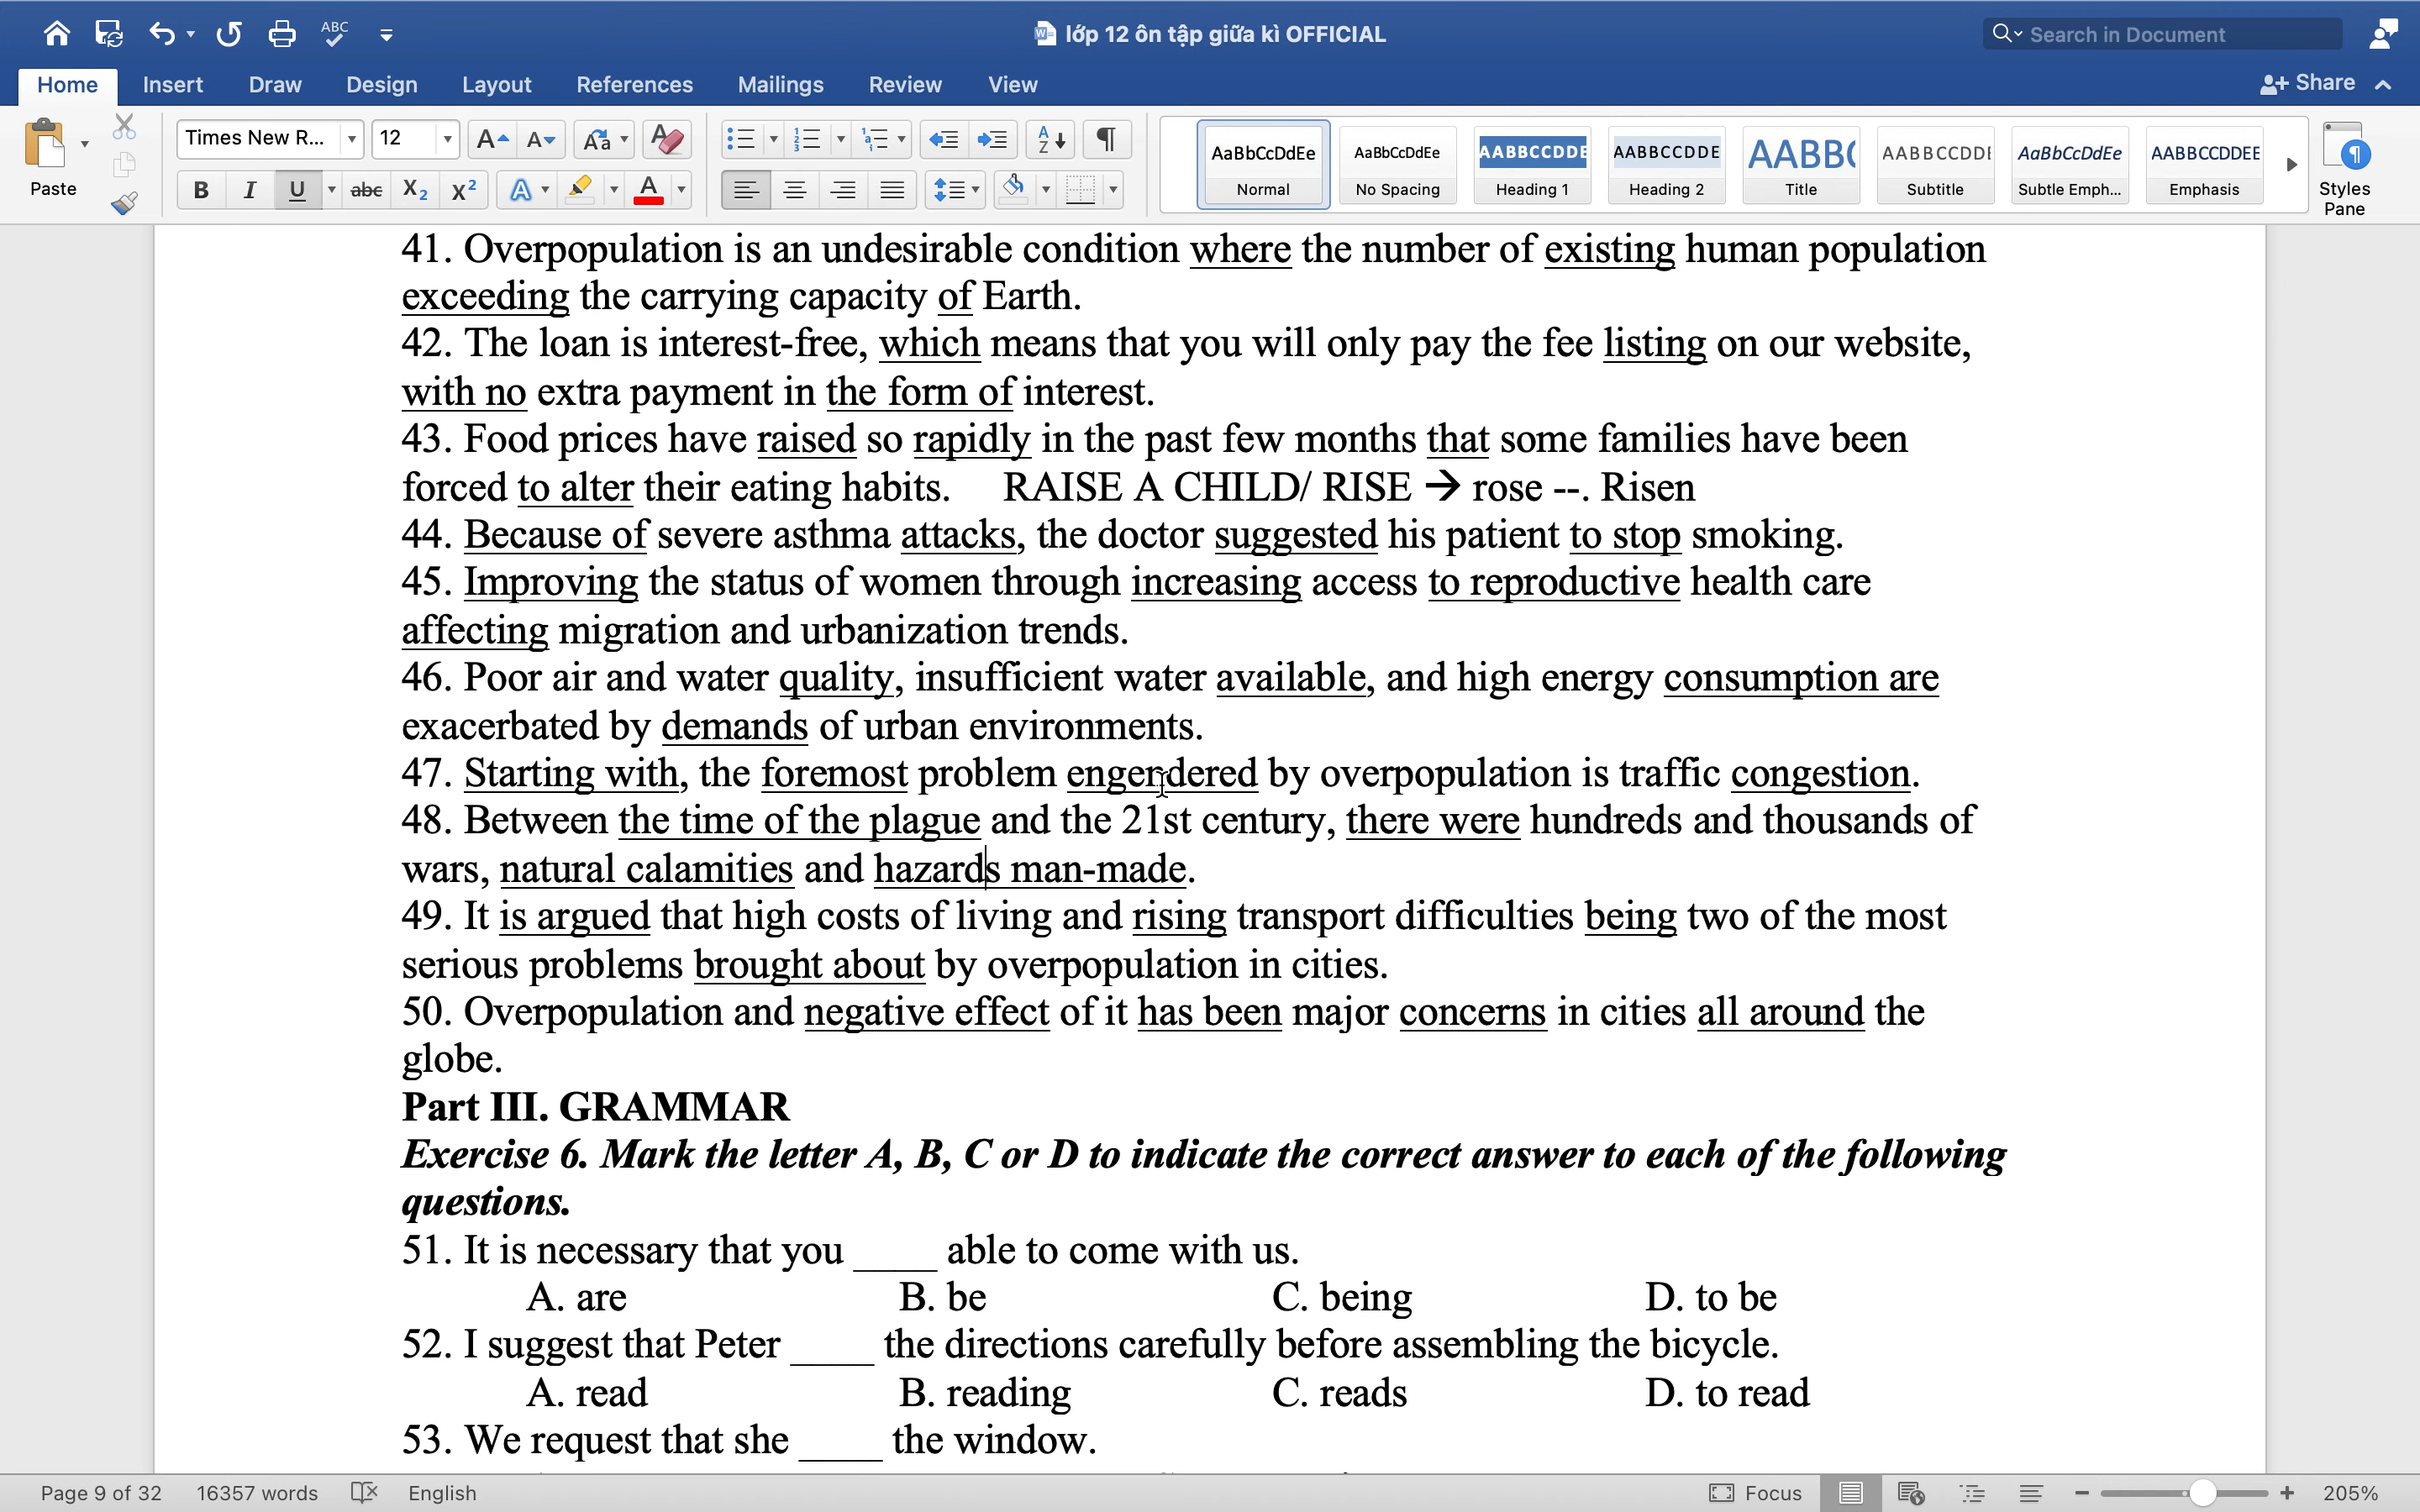 ABC
lớp 12 ôn tập giữa kì OFFICIAL
Search in Document
Home Insert Draw Design Layout References Mailings Review View Share
Paste
Times New R... 12
AaBbCcDdEe AaBbCcDdEe AABBCCDDE AABBCCDDE AABB( AABBCCDDE AaBbCcDdEe AABBCCDDEE
Normal No Spacing Heading 1 Heading 2 Title Subtitle Subtle Emph... Emphasis
Styles Pane
41. Overpopulation is an undesirable condition where the number of existing human population
exceeding the carrying capacity of Earth.
42. The loan is interest-free, which means that you will only pay the fee listing on our website,
with no extra payment in the form of interest.
43. Food prices have raised so rapidly in the past few months that some families have been
forced to alter their eating habits. RAISE A CHILD/ RISE → rose --. Risen
44. Because of severe asthma attacks, the doctor suggested his patient to stop smoking.
45. Improving the status of women through increasing access to reproductive health care
affecting migration and urbanization trends.
46. Poor air and water quality, insufficient water available, and high energy consumption are
exacerbated by demands of urban environments.
47. Starting with, the foremost problem engendered by overpopulation is traffic congestion.
48. Between the time of the plague and the 21st century, there were hundreds and thousands of
wars, natural calamities and hazards man-made.
49. It is argued that high costs of living and rising transport difficulties being two of the most
serious problems brought about by overpopulation in cities.
50. Overpopulation and negative effect of it has been major concerns in cities all around the
globe.
Part III. GRAMMAR
Exercise 6. Mark the letter A, B, C or D to indicate the correct answer to each of the following
questions.
51. It is necessary that you ____ able to come with us.
A. are B. be C. being D. to be
52. I suggest that Peter ____ the directions carefully before assembling the bicycle.
A. read B. reading C. reads D. to read
53. We request that she ____ the window.
Page 9 of 32 16357 words English Focus 205%